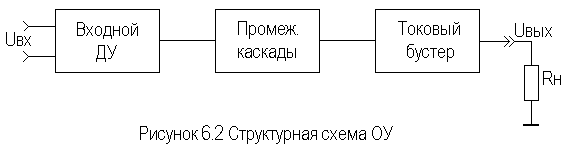 Uвх
Входной
ДУ
Промеж.
каскады
Токовый
бустер
Uвых
Rн
Рисунок 6.2 Структурная схема ОУ